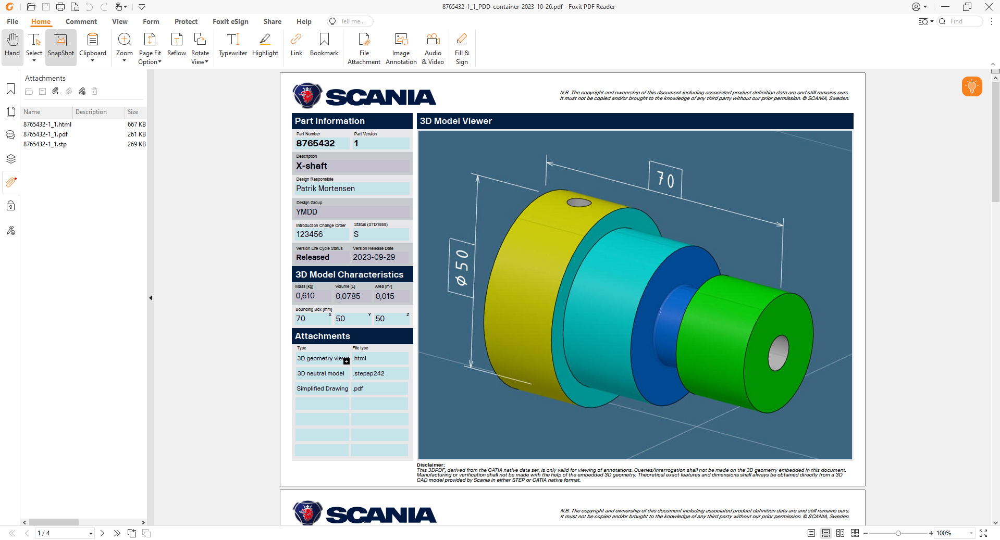 8765432-1_1_PDD-container-2023-10-26.pdf - Foxit PDF Reader
File Home Comment View Form Protect Foxit eSign Share Help Tell me... Find
Hand Select SnapShot Clipboard Zoom Page Fit Option Reflow Rotate View Typewriter Highlight Link Bookmark File Attachment Image Annotation Audio & Video Fill & Sign
Attachments
Name Description Size
8765432-1_1.html 667 KB
8765432-1_1.pdf 261 KB
8765432-1_1.stp 269 KB
SCANIA
N.B. The copyright and ownership of this document including associated product definition data are and still remains ours.
It must not be copied and/or brought to the knowledge of any third party without our prior permission. © SCANIA, Sweden.
Part Information
Part Number Part Version
8765432 1
Description
X-shaft
Design Responsible
Patrik Mortensen
Design Group
YMDD
Introduction Change Order Status (STD1888)
123456 S
Version Life Cycle Status Version Release Date
Released 2023-09-29
3D Model Characteristics
Mass [kg] Volume [L] Area [m²]
0,610 0,0785 0,015
Bounding Box [mm]
70 X 50 Y 50 Z
Attachments
Type File type
3D geometry view .html
3D neutral model .stepap242
Simplified Drawing .pdf
3D Model Viewer
70
⌀50
Disclaimer:
This 3DPDF, derived from the CATIA native data set, is only valid for viewing of annotations. Queries/interrogation shall not be made on the 3D geometry embedded in this document.
Manufacturing or verification shall not be made with the help of the embedded 3D geometry. Theoretical exact features and dimensions shall always be obtained directly from a 3D
CAD model provided by Scania in either STEP or CATIA native format.
SCANIA
N.B. The copyright and ownership of this document including associated product definition data are and still remains ours.
It must not be copied and/or brought to the knowledge of any third party without our prior permission. © SCANIA, Sweden.
1 / 4
100%